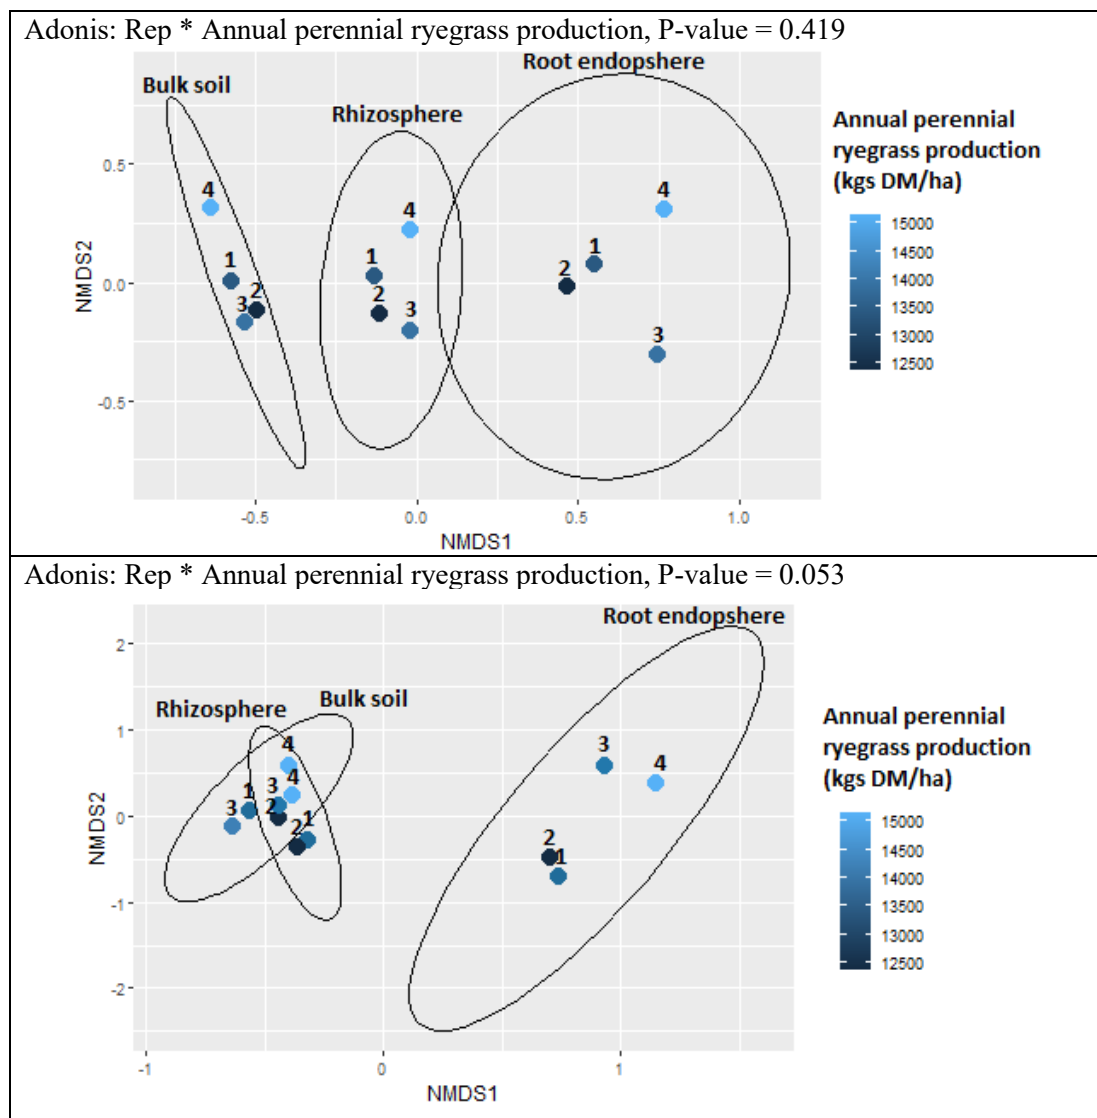 Adonis: Rep * Annual perennial ryegrass production, P-value = 0.419
Root endopshere
Bulk soil
Rhizosphere
Annual perennial
ryegrass production
(kgs DM/ha)
15000
14500
14000
13500
13000
12500
0.5
0.0
-0.5
NMDS2
4
1
2
3
4
1
2
3
4
1
2
3
-0.5
0.0
0.5
1.0
NMDS1
Adonis: Rep * Annual perennial ryegrass production, P-value = 0.053
Root endopshere
Bulk soil
Rhizosphere
Annual perennial
ryegrass production
(kgs DM/ha)
15000
14500
14000
13500
13000
12500
2
1
0
-1
-2
NMDS2
4
4
3
1
3
2
2
1
3
4
2
1
-1
0
1
NMDS1